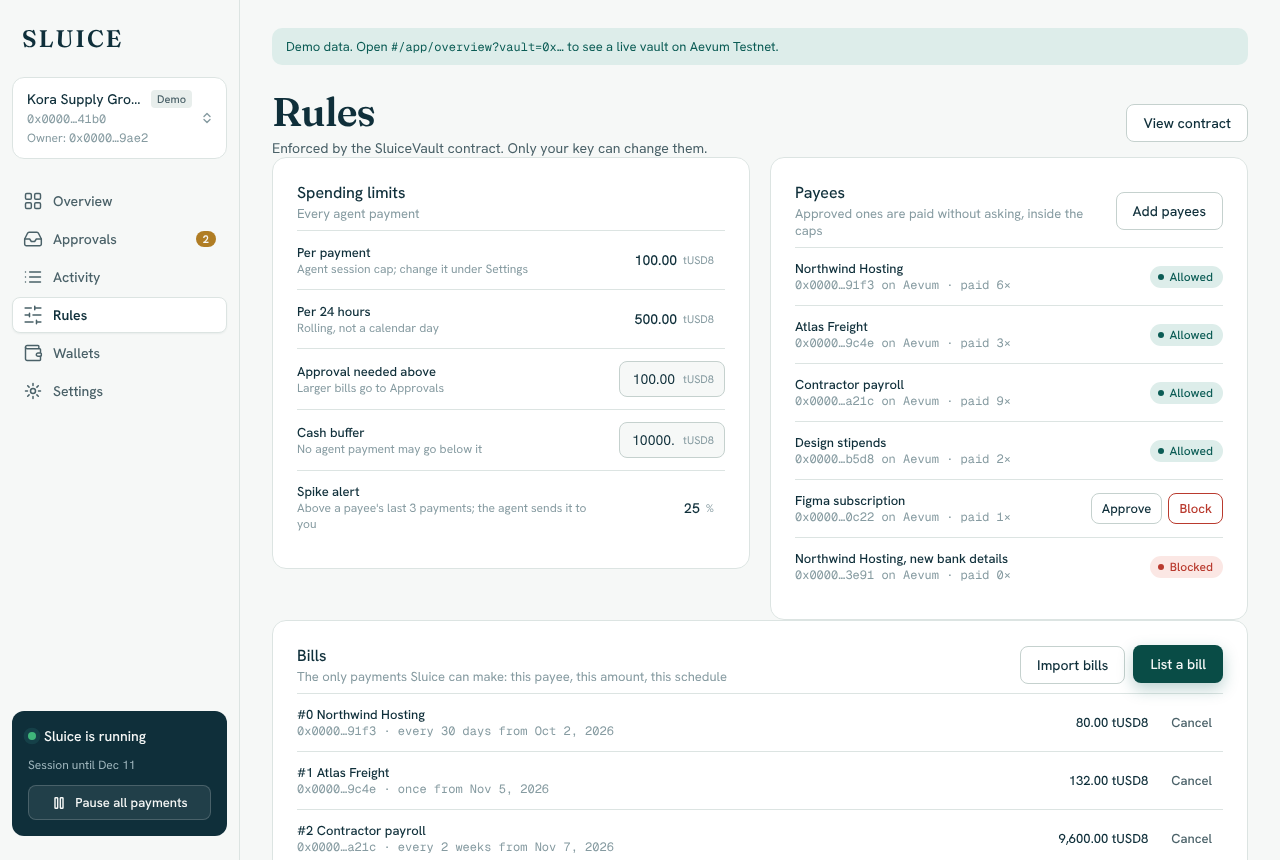 SLUICE
Kora Supply Gro… Demo
0x0000…41b0
Owner: 0x0000…9ae2
Overview
Approvals 2
Activity
Rules
Wallets
Settings
Sluice is running
Session until Dec 11
Pause all payments
Demo data. Open #/app/overview?vault=0x… to see a live vault on Aevum Testnet.
Rules
Enforced by the SluiceVault contract. Only your key can change them.
View contract
Spending limits
Every agent payment
Per payment
Agent session cap; change it under Settings
100.00 tUSD8
Per 24 hours
Rolling, not a calendar day
500.00 tUSD8
Approval needed above
Larger bills go to Approvals
100.00 tUSD8
Cash buffer
No agent payment may go below it
10000. tUSD8
Spike alert
Above a payee's last 3 payments; the agent sends it to
you
25 %
Payees
Approved ones are paid without asking, inside the
caps
Add payees
Northwind Hosting
0x0000…91f3 on Aevum · paid 6×
Allowed
Atlas Freight
0x0000…9c4e on Aevum · paid 3×
Allowed
Contractor payroll
0x0000…a21c on Aevum · paid 9×
Allowed
Design stipends
0x0000…b5d8 on Aevum · paid 2×
Allowed
Figma subscription
0x0000…0c22 on Aevum · paid 1×
Approve Block
Northwind Hosting, new bank details
0x0000…3e91 on Aevum · paid 0×
Blocked
Bills
The only payments Sluice can make: this payee, this amount, this schedule
Import bills List a bill
#0 Northwind Hosting
0x0000…91f3 · every 30 days from Oct 2, 2026
80.00 tUSD8 Cancel
#1 Atlas Freight
0x0000…9c4e · once from Nov 5, 2026
132.00 tUSD8 Cancel
#2 Contractor payroll
0x0000…a21c · every 2 weeks from Nov 7, 2026
9,600.00 tUSD8 Cancel